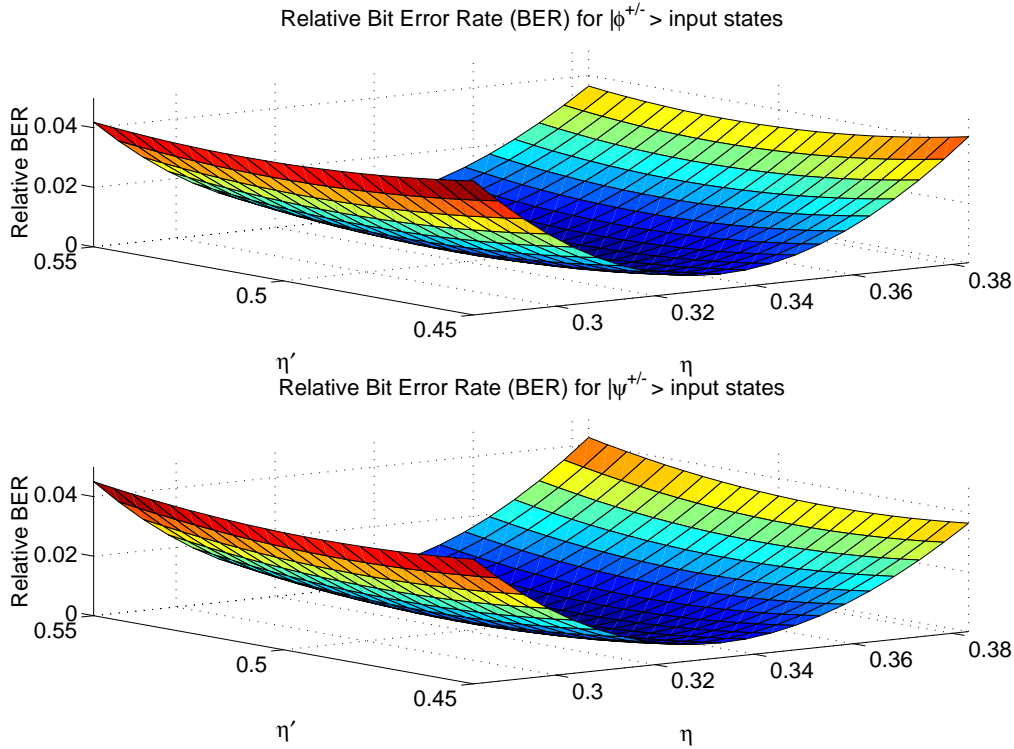 Relative Bit Error Rate (BER) for |ϕ+/- > input states
Relative BER
0.04
0.02
0
0.55
0.5
0.45
η′
0.3
0.32
0.34
0.36
0.38
η
Relative Bit Error Rate (BER) for |ψ+/- > input states
Relative BER
0.04
0.02
0
0.55
0.5
0.45
η′
0.3
0.32
0.34
0.36
0.38
η